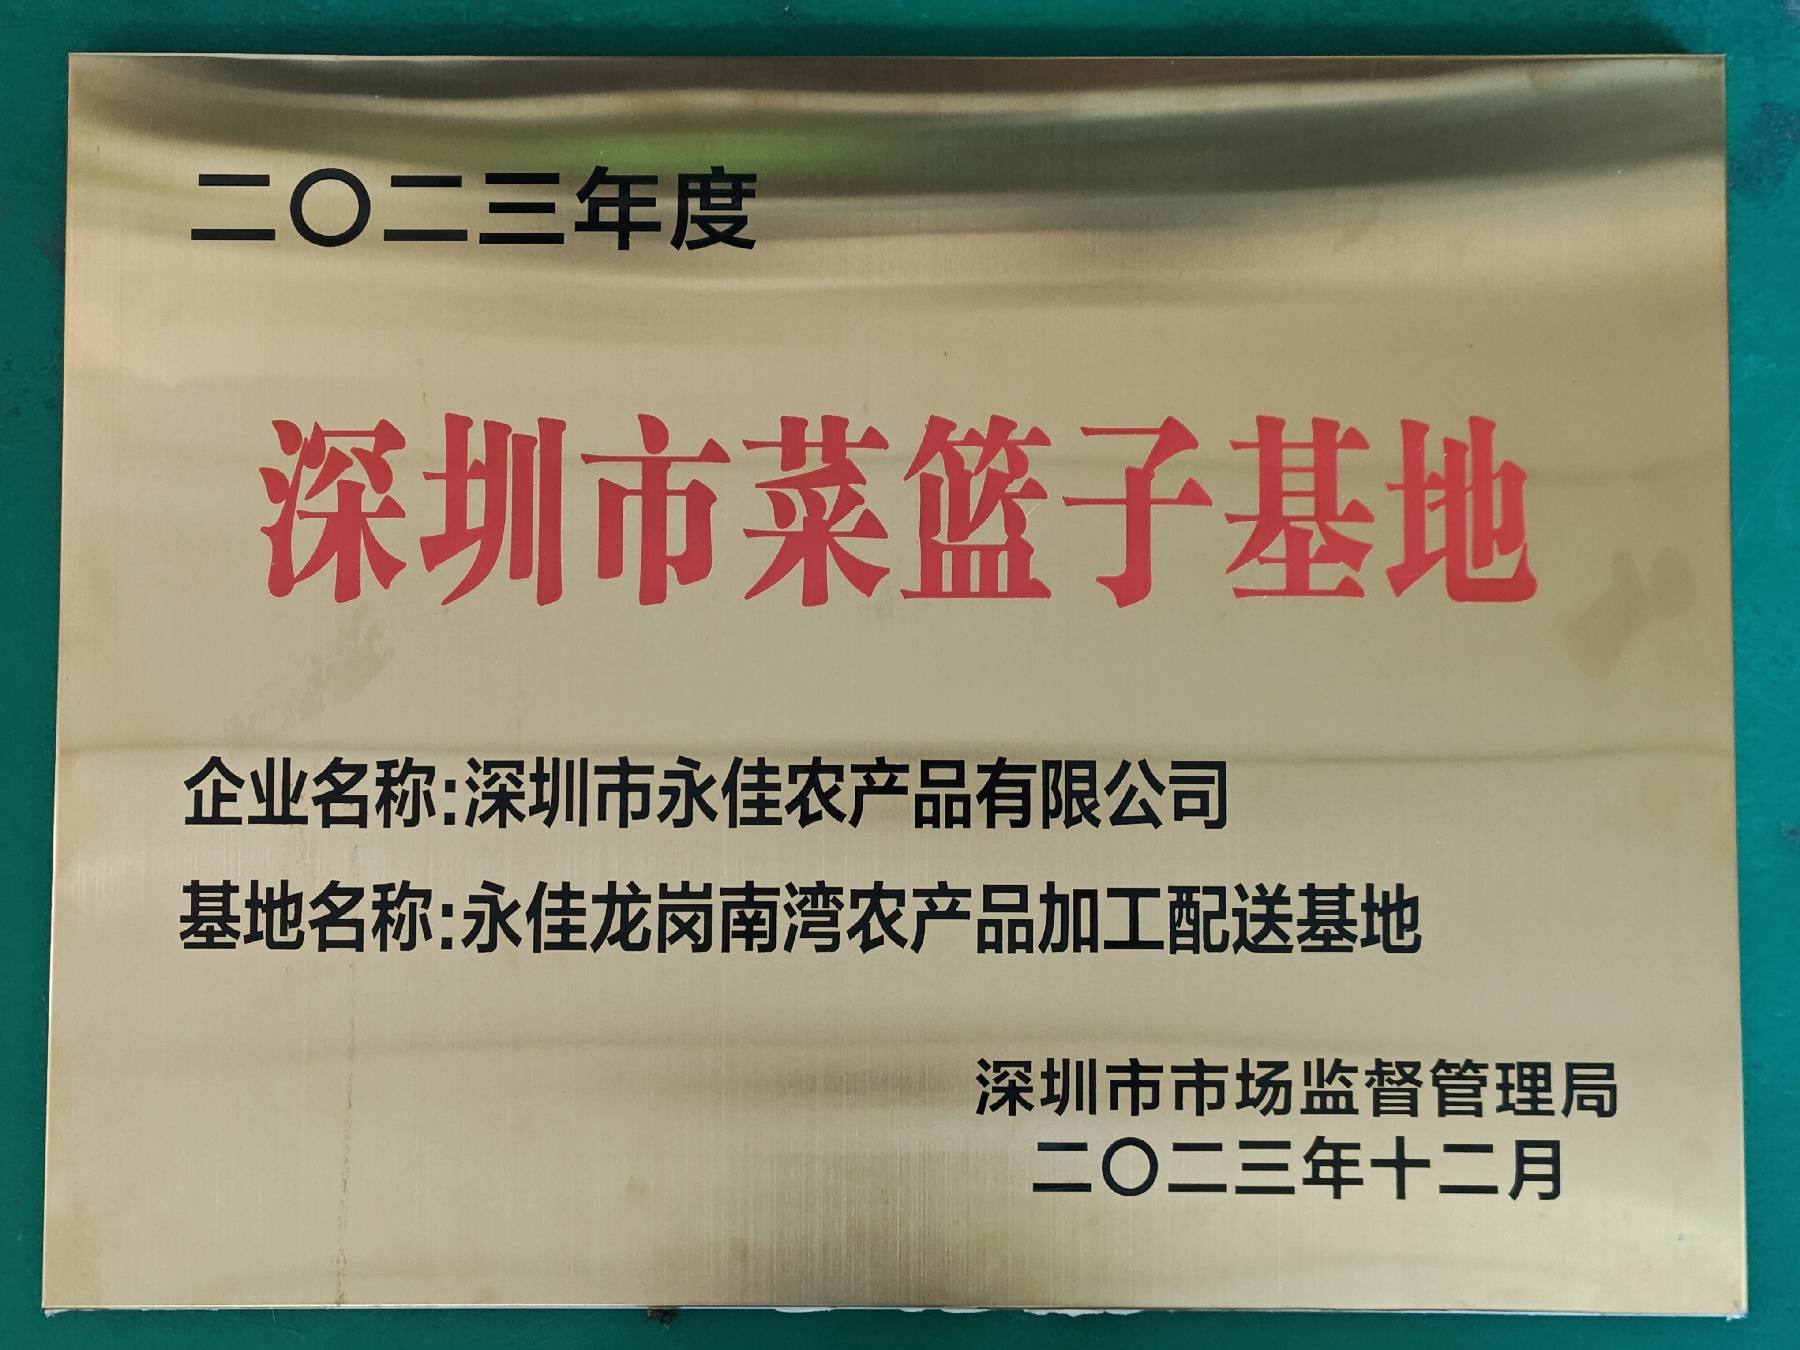 二〇二三年度
深圳市菜篮子基地
企业名称:深圳市永佳农产品有限公司
基地名称:永佳龙岗南湾农产品加工配送基地
深圳市市场监督管理局
二〇二三年十二月